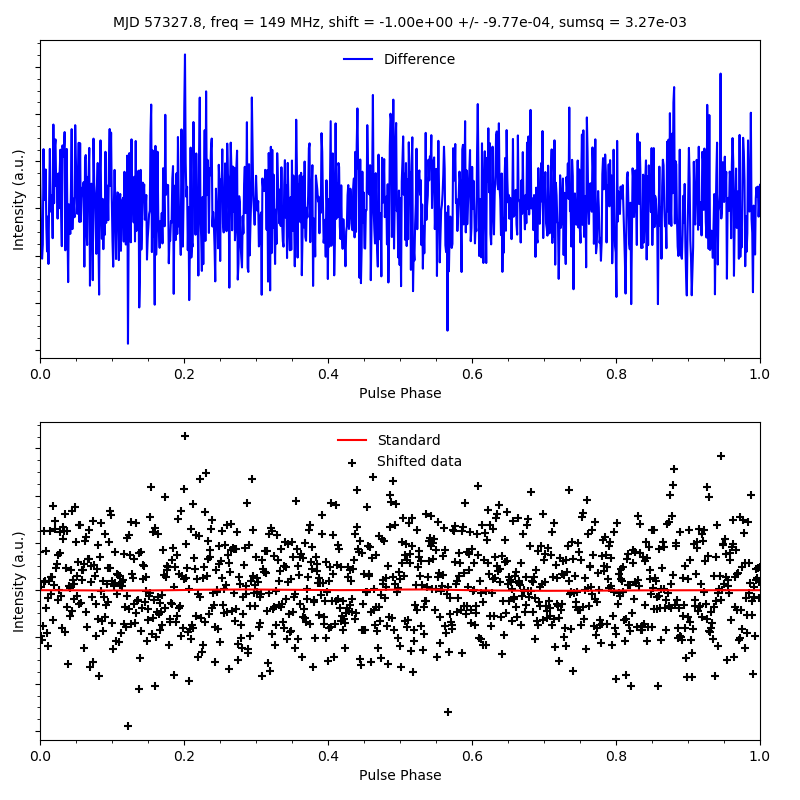 MJD 57327.8, freq = 149 MHz, shift = -1.00e+00 +/- -9.77e-04, sumsq = 3.27e-03
Difference
Intensity (a.u.)
0.0 0.2 0.4 0.6 0.8 1.0
Pulse Phase
Standard
Shifted data
Intensity (a.u.)
0.0 0.2 0.4 0.6 0.8 1.0
Pulse Phase